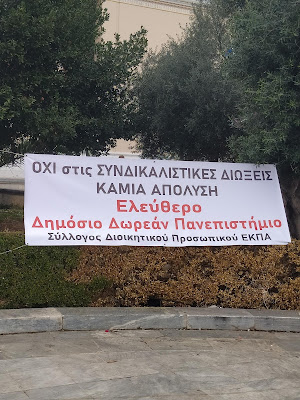 ΟΧΙ στις ΣΥΝΔΙΚΑΛΙΣΤΙΚΕΣ ΔΙΩΞΕΙΣ
ΚΑΜΙΑ ΑΠΟΛΥΣΗ
Ελεύθερο
Δημόσιο Δωρεάν Πανεπιστήμιο
Σύλλογος Διοικητικού Προσωπικού ΕΚΠΑ